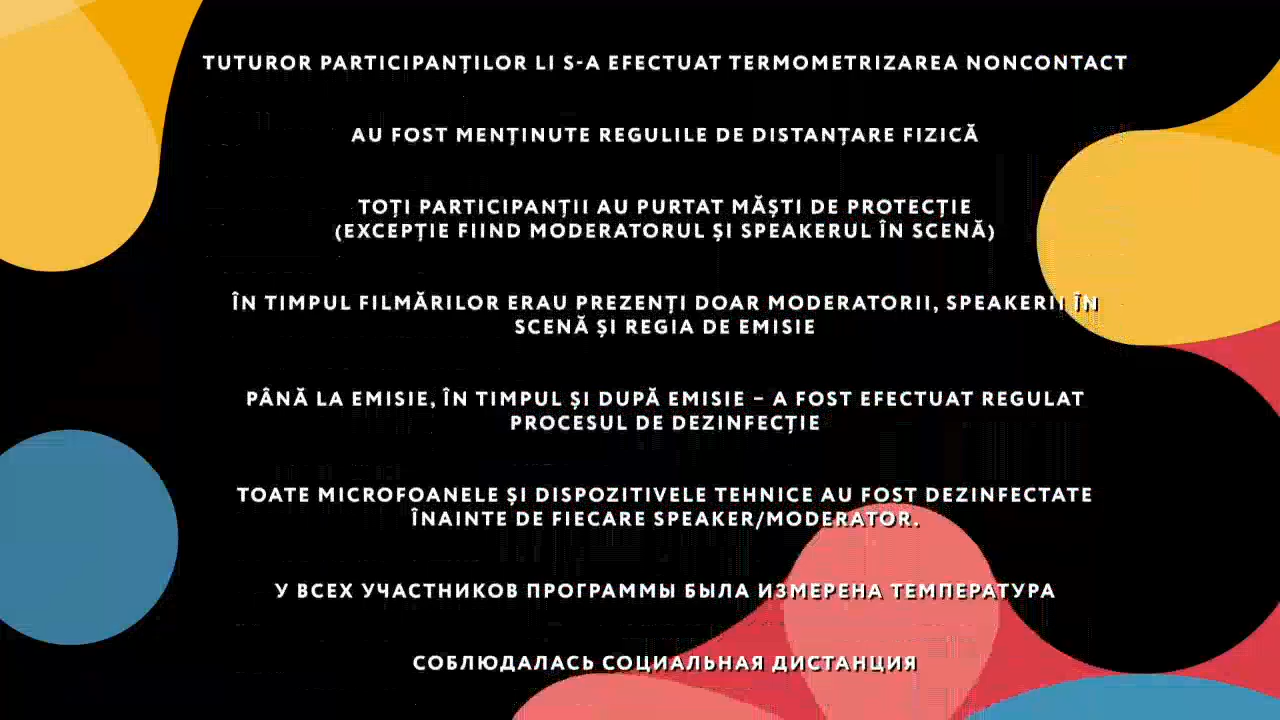 TUTUROR PARTICIPANȚILOR LI S-A EFECTUAT TERMOMETRIZAREA NONCONTACT
AU FOST MENȚINUTE REGULILE DE DISTANȚARE FIZICĂ
TOȚI PARTICIPANȚII AU PURTAT MĂȘTI DE PROTECȚIE
(EXCEPȚIE FIIND MODERATORUL ȘI SPEAKERUL ÎN SCENĂ)
ÎN TIMPUL FILMĂRILOR ERAU PREZENȚI DOAR MODERATORII, SPEAKERII ÎN
SCENĂ ȘI REGIA DE EMISIE
PÂNĂ LA EMISIE, ÎN TIMPUL ȘI DUPĂ EMISIE – A FOST EFECTUAT REGULAT
PROCESUL DE DEZINFECȚIE
TOATE MICROFOANELE ȘI DISPOZITIVELE TEHNICE AU FOST DEZINFECTATE
ÎNAINTE DE FIECARE SPEAKER/MODERATOR.
У ВСЕХ УЧАСТНИКОВ ПРОГРАММЫ БЫЛА ИЗМЕРЕНА ТЕМПЕРАТУРА
СОБЛЮДАЛАСЬ СОЦИАЛЬНАЯ ДИСТАНЦИЯ